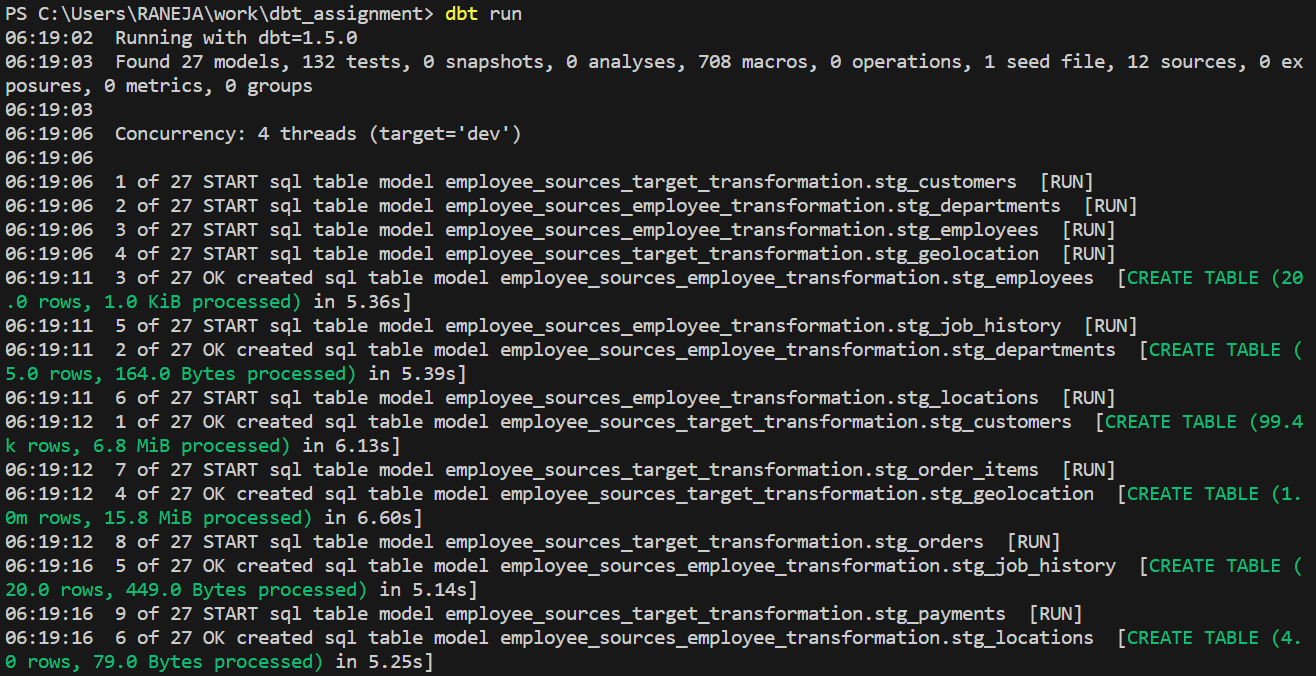 PS C:\Users\RANEJA\work\dbt_assignment> dbt run
06:19:02  Running with dbt=1.5.0
06:19:03  Found 27 models, 132 tests, 0 snapshots, 0 analyses, 708 macros, 0 operations, 1 seed file, 12 sources, 0 ex
posures, 0 metrics, 0 groups
06:19:03
06:19:06  Concurrency: 4 threads (target='dev')
06:19:06
06:19:06  1 of 27 START sql table model employee_sources_target_transformation.stg_customers  [RUN]
06:19:06  2 of 27 START sql table model employee_sources_employee_transformation.stg_departments  [RUN]
06:19:06  3 of 27 START sql table model employee_sources_employee_transformation.stg_employees  [RUN]
06:19:06  4 of 27 START sql table model employee_sources_target_transformation.stg_geolocation  [RUN]
06:19:11  3 of 27 OK created sql table model employee_sources_employee_transformation.stg_employees  [CREATE TABLE (20
.0 rows, 1.0 KiB processed) in 5.36s]
06:19:11  5 of 27 START sql table model employee_sources_employee_transformation.stg_job_history  [RUN]
06:19:11  2 of 27 OK created sql table model employee_sources_employee_transformation.stg_departments  [CREATE TABLE (
5.0 rows, 164.0 Bytes processed) in 5.39s]
06:19:11  6 of 27 START sql table model employee_sources_employee_transformation.stg_locations  [RUN]
06:19:12  1 of 27 OK created sql table model employee_sources_target_transformation.stg_customers  [CREATE TABLE (99.4
k rows, 6.8 MiB processed) in 6.13s]
06:19:12  7 of 27 START sql table model employee_sources_target_transformation.stg_order_items  [RUN]
06:19:12  4 of 27 OK created sql table model employee_sources_target_transformation.stg_geolocation  [CREATE TABLE (1.
0m rows, 15.8 MiB processed) in 6.60s]
06:19:12  8 of 27 START sql table model employee_sources_target_transformation.stg_orders  [RUN]
06:19:16  5 of 27 OK created sql table model employee_sources_employee_transformation.stg_job_history  [CREATE TABLE (
20.0 rows, 449.0 Bytes processed) in 5.14s]
06:19:16  9 of 27 START sql table model employee_sources_target_transformation.stg_payments  [RUN]
06:19:16  6 of 27 OK created sql table model employee_sources_employee_transformation.stg_locations  [CREATE TABLE (4.
0 rows, 79.0 Bytes processed) in 5.25s]